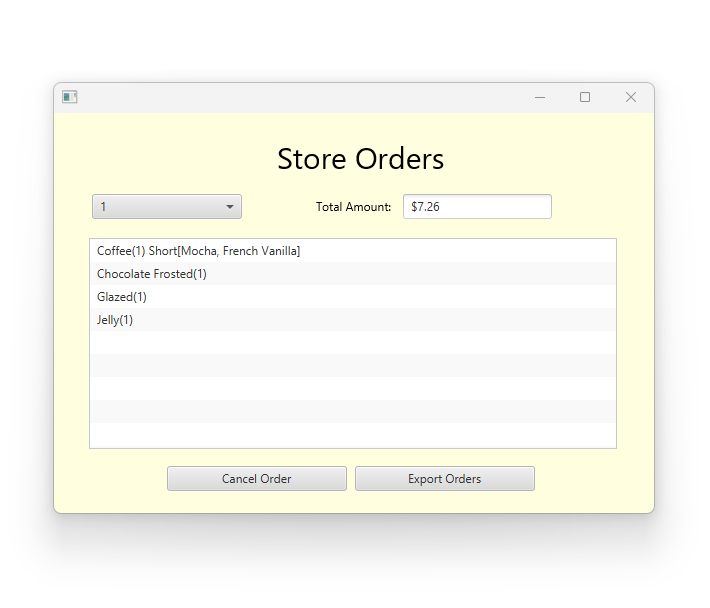 Store Orders
1
Total Amount:
$7.26
Coffee(1) Short[Mocha, French Vanilla]
Chocolate Frosted(1)
Glazed(1)
Jelly(1)
Cancel Order
Export Orders